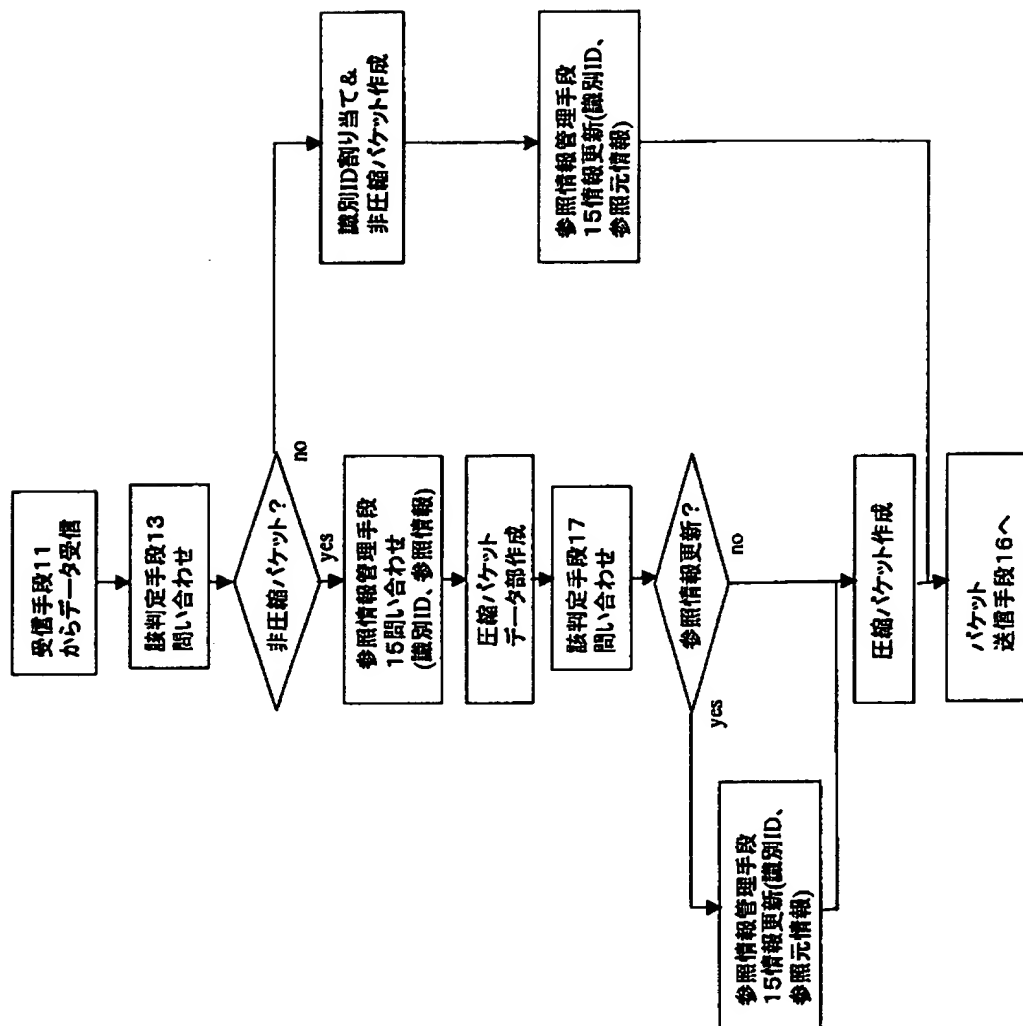 受信手段11
からデータ受信
該判定手段13
問い合わせ
非圧縮パケット?
no
yes
識別ID割り当て&
非圧縮パケット作成
参照情報管理手段
15情報更新(識別ID、
参照元情報)
参照情報管理手段
15問い合わせ
(識別ID、参照情報)
圧縮パケット
データ部作成
該判定手段17
問い合わせ
参照情報更新?
yes
no
参照情報管理手段
15情報更新(識別ID、
参照元情報)
圧縮パケット作成
パケット
送信手段16へ